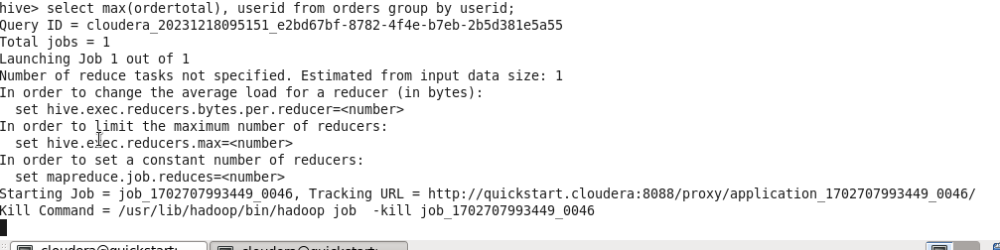 hive> select max(ordertotal), userid from orders group by userid;
Query ID = cloudera_20231218095151_e2bd67bf-8782-4f4e-b7eb-2b5d381e5a55
Total jobs = 1
Launching Job 1 out of 1
Number of reduce tasks not specified. Estimated from input data size: 1
In order to change the average load for a reducer (in bytes):
  set hive.exec.reducers.bytes.per.reducer=<number>
In order to limit the maximum number of reducers:
  set hive.exec.reducers.max=<number>
In order to set a constant number of reducers:
  set mapreduce.job.reduces=<number>
Starting Job = job_1702707993449_0046, Tracking URL = http://quickstart.cloudera:8088/proxy/application_1702707993449_0046/
Kill Command = /usr/lib/hadoop/bin/hadoop job  -kill job_1702707993449_0046